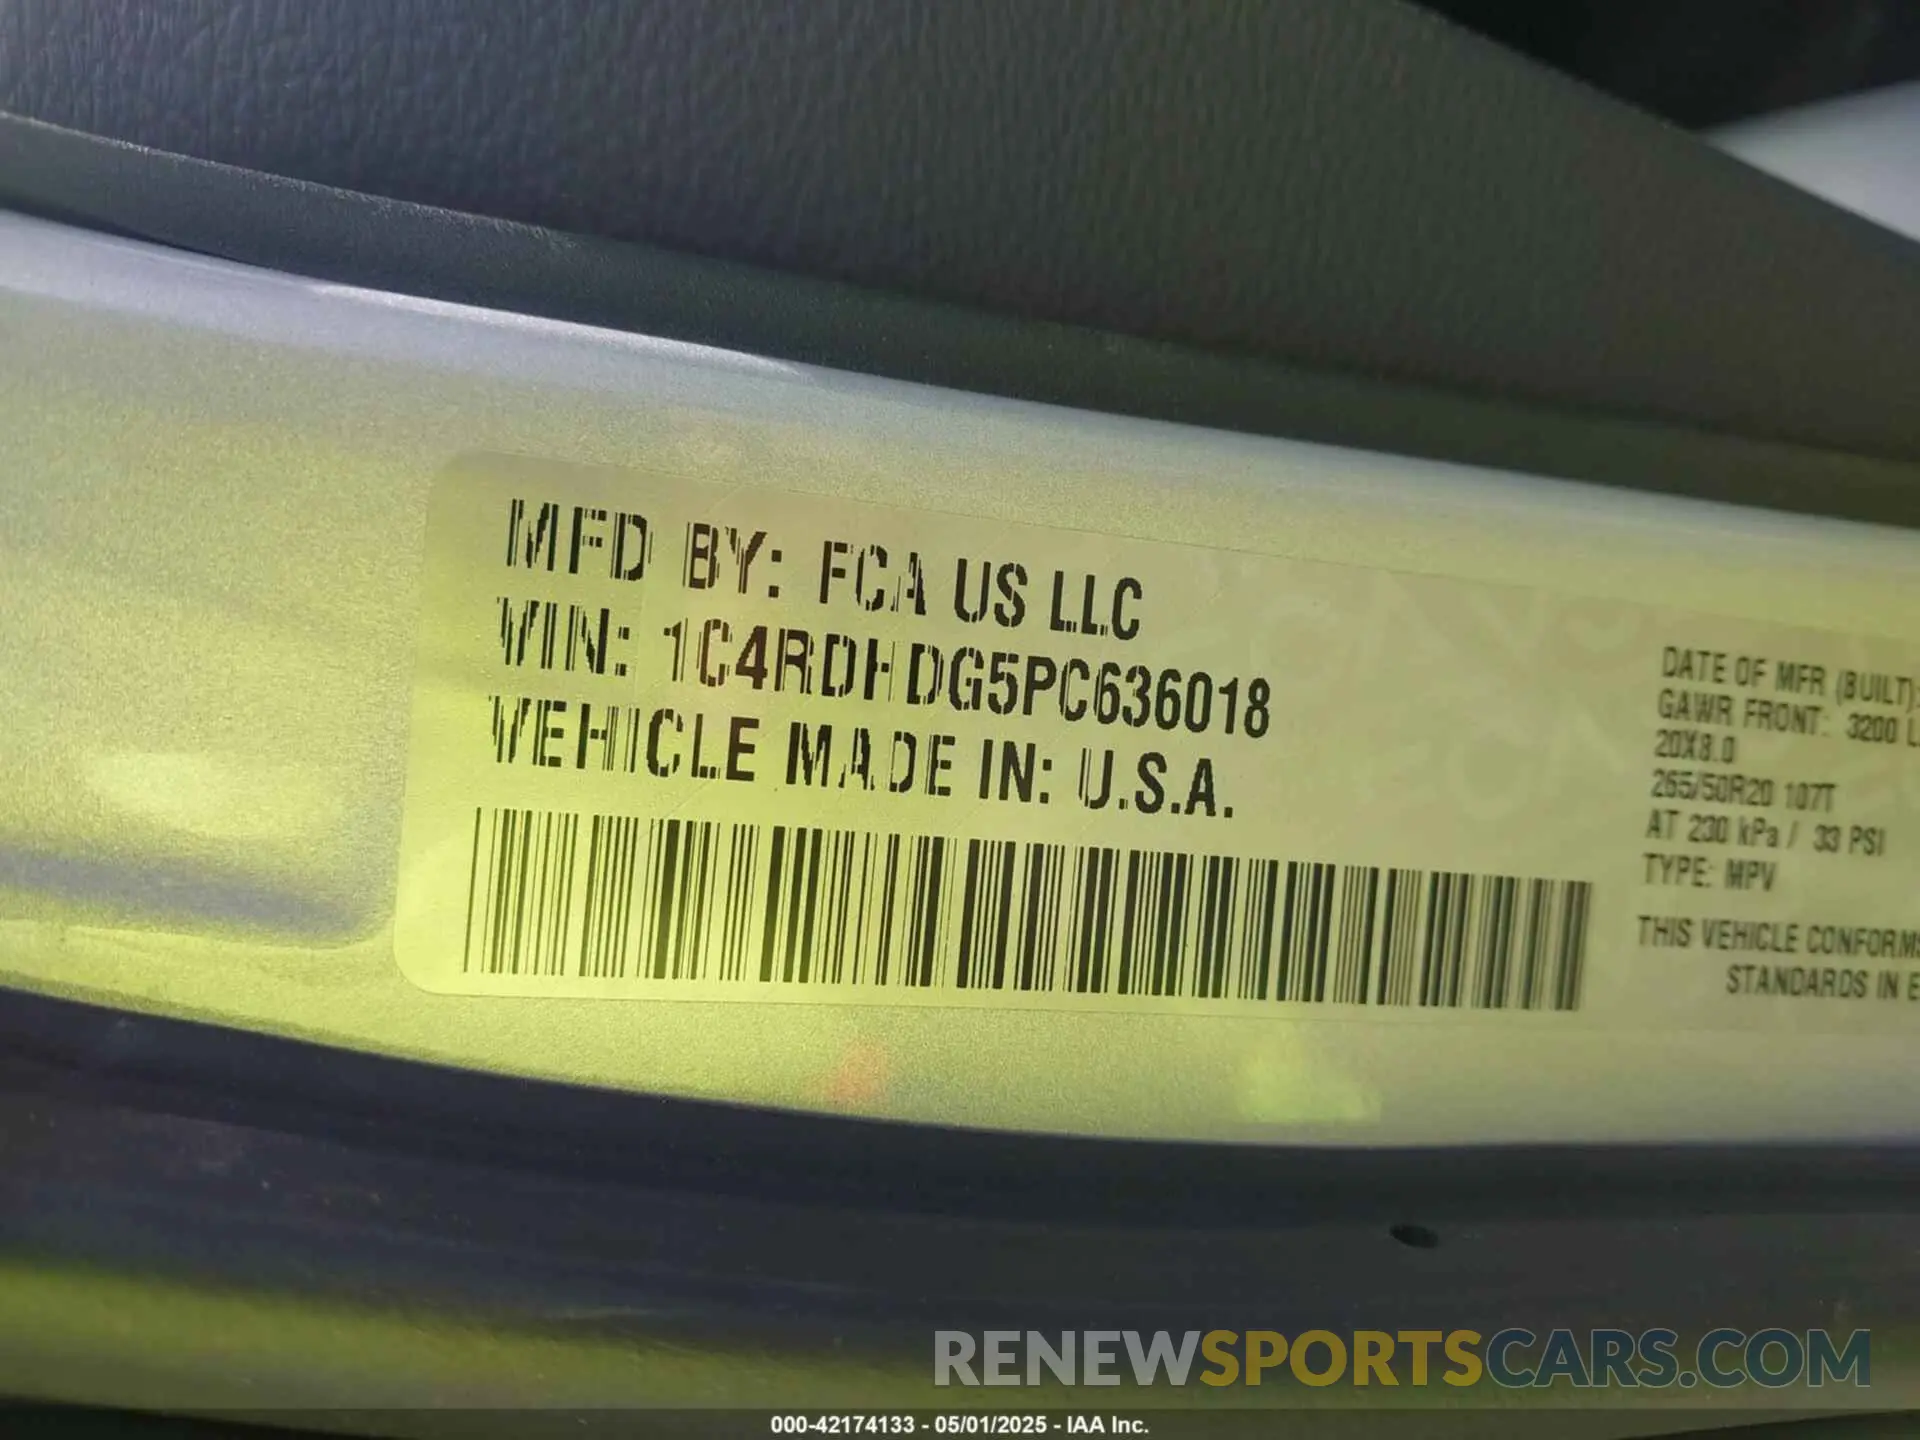 MFD BY: FCA US LLC
VIN: 1C4RDHDG5PC636018
VEHICLE MADE IN: U.S.A.
DATE OF MFR (BUILT):
GAWR FRONT: 3200 L
20X8.0
265/50R20 107T
AT 230 kPa / 33 PSI
TYPE: MPV
THIS VEHICLE CONFORMS
STANDARDS IN E
RENEWSPORTSCARS.COM
000-42174133 - 05/01/2025 - IAA Inc.